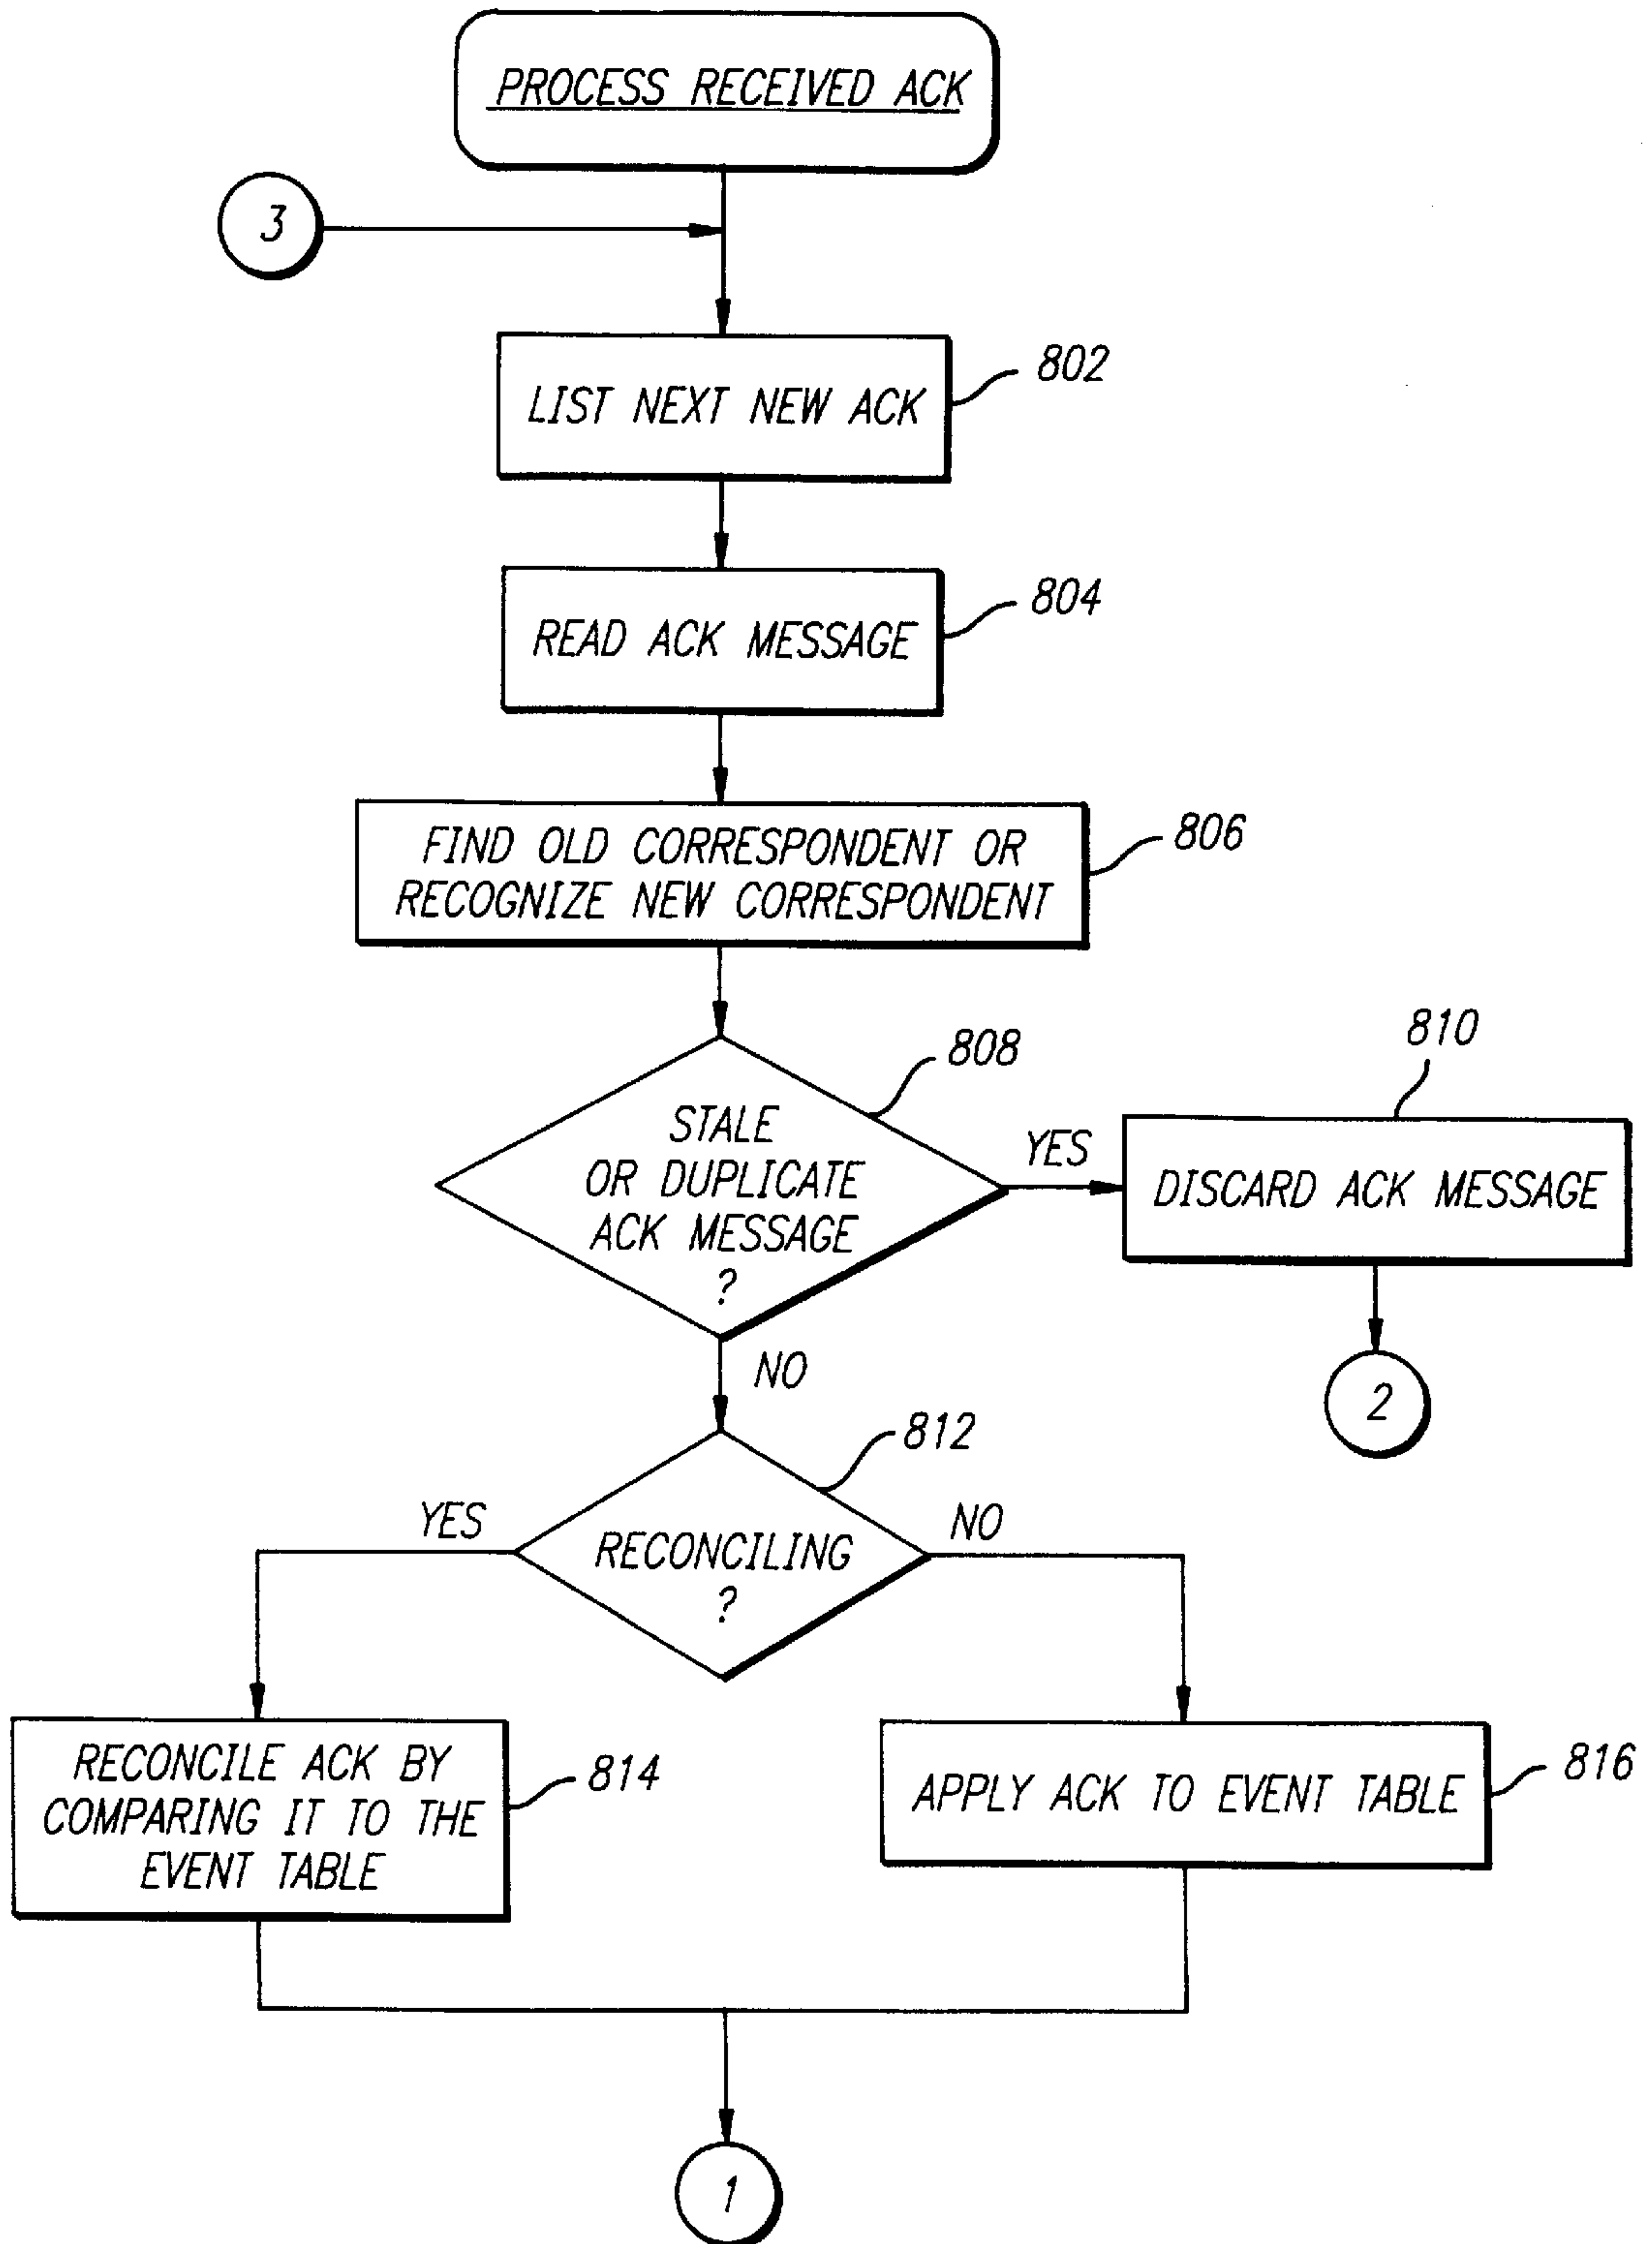 PROCESS RECEIVED ACK
3
LIST NEXT NEW ACK
802
READ ACK MESSAGE
804
FIND OLD CORRESPONDENT OR
RECOGNIZE NEW CORRESPONDENT
806
STALE
OR DUPLICATE
ACK MESSAGE
?
808
YES
DISCARD ACK MESSAGE
810
2
NO
RECONCILING
?
812
YES
NO
RECONCILE ACK BY
COMPARING IT TO THE
EVENT TABLE
814
APPLY ACK TO EVENT TABLE
816
1